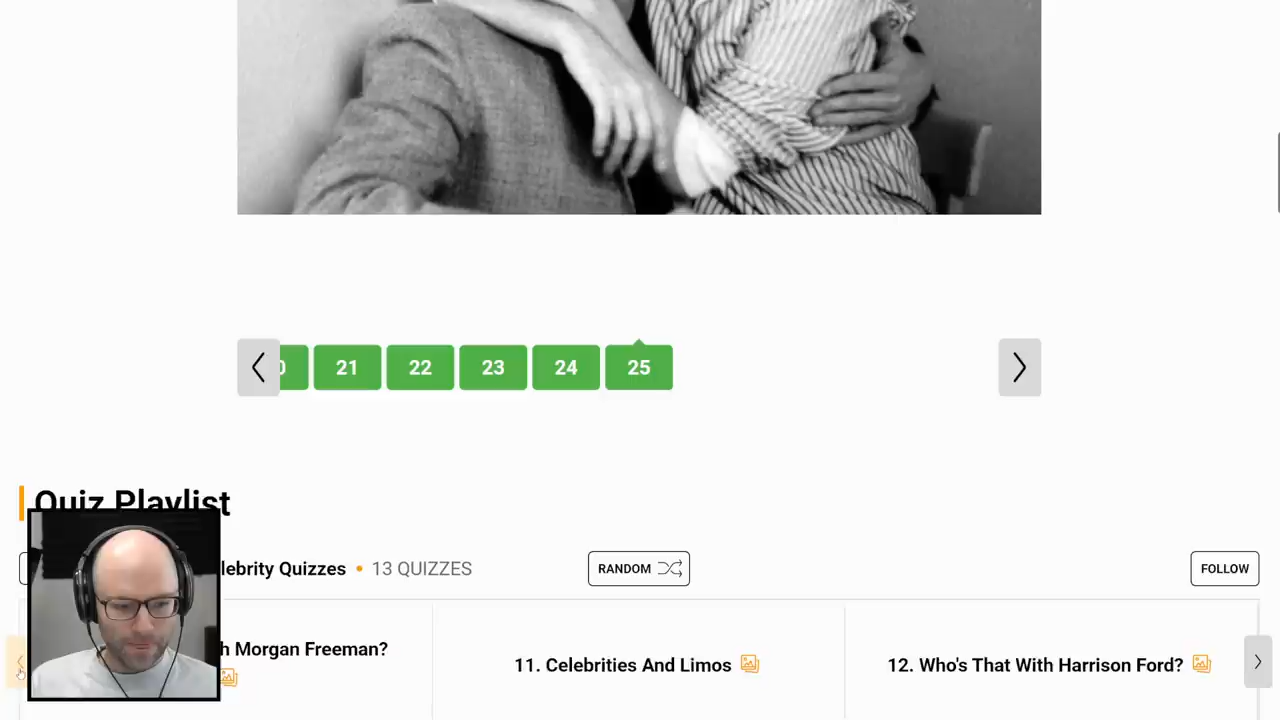 21 22 23 24 25
Quiz Playlist
lebrity Quizzes • 13 QUIZZES RANDOM FOLLOW
h Morgan Freeman? 11. Celebrities And Limos 12. Who's That With Harrison Ford?